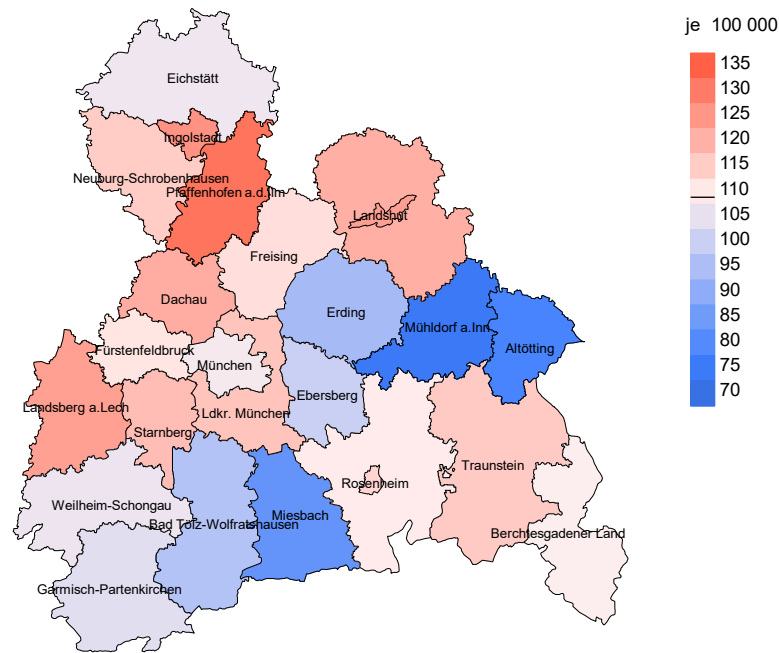 je 100 000
135
130
125
120
115
110
105
100
95
90
85
80
75
70
Eichstätt
Ingolstadt
Neuburg-Schrobenhausen
Pfaffenhofen a.d.Ilm
Landshut
Freising
Dachau
Erding
Mühldorf a.Inn
Altötting
Fürstenfeldbruck
München
Ebersberg
Landsberg a.Lech
Ldkr. München
Starnberg
Traunstein
Rosenheim
Weilheim-Schongau
Miesbach
Bad Tölz-Wolfratshausen
Berchtesgadener Land
Garmisch-Partenkirchen